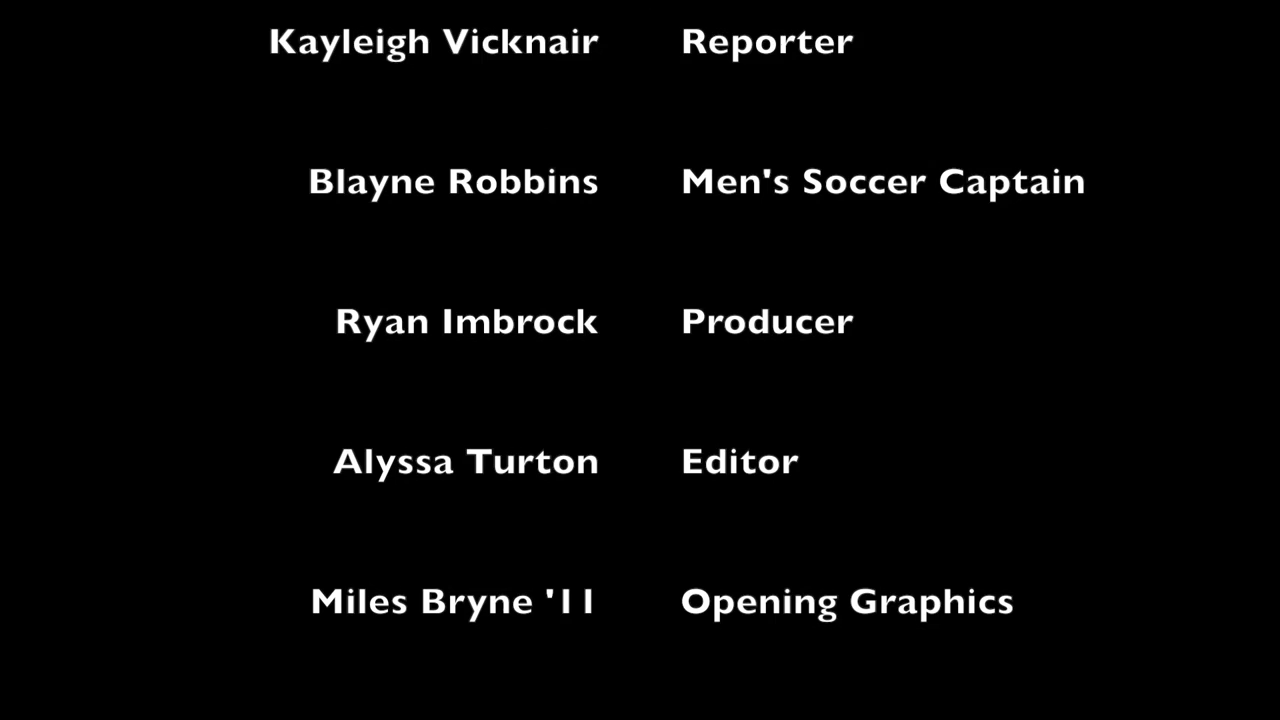 Kayleigh Vicknair Reporter
Blayne Robbins Men's Soccer Captain
Ryan Imbrock Producer
Alyssa Turton Editor
Miles Bryne '11 Opening Graphics